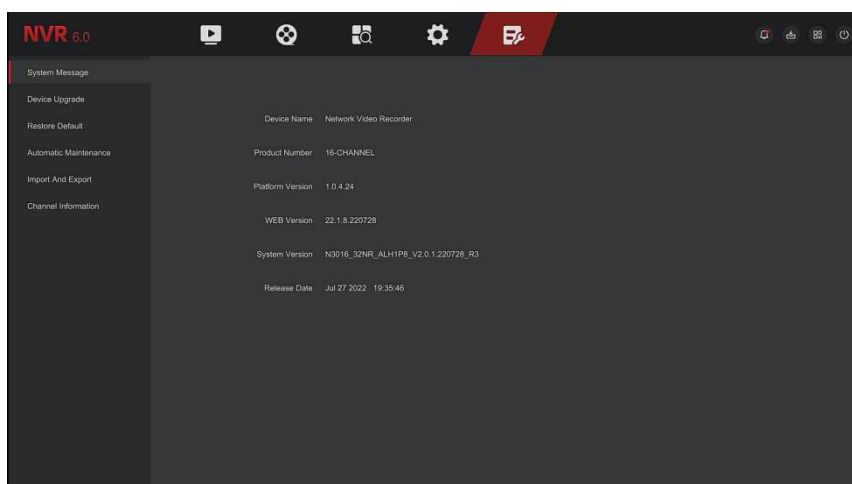 NVR 6.0
System Message
Device Upgrade
Restore Default
Automatic Maintenance
Import And Export
Channel Information
Device Name Network Video Recorder
Product Number 16-CHANNEL
Platform Version 1.0.4.24
WEB Version 22.1.8.220728
System Version N3016_32NR_ALH1P8_V2.0.1.220728_R3
Release Date Jul 27 2022 19:35:46